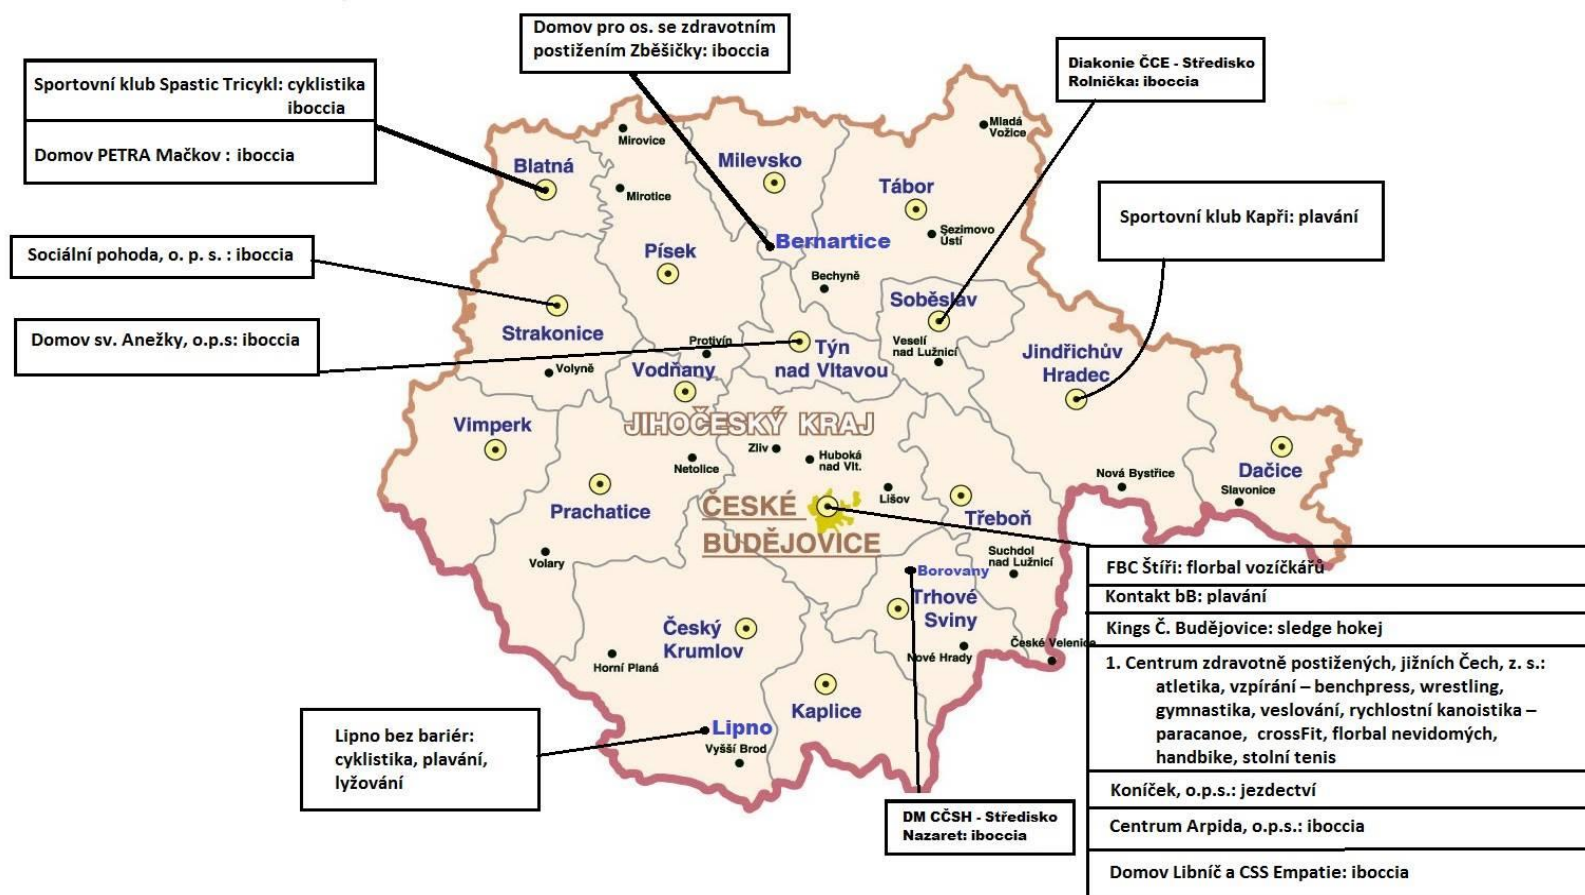 Domov pro os. se zdravotním
postižením Zběšičky: iboccia
Diakonie ČCE - Středisko
Rolnička: iboccia
Sportovní klub Spastic Tricykl: cyklistika
iboccia
Domov PETRA Mačkov : iboccia
Sportovní klub Kapři: plavání
Sociální pohoda, o. p. s. : iboccia
Domov sv. Anežky, o.p.s: iboccia
Mirovice
Mladá
Vožice
Blatná
Milevsko
Mirotice
Tábor
Sezimovo
Ústí
Bernartice
Písek
Bechyně
Soběslav
Strakonice
Protivín
Týn
nad Vltavou
Veselí
nad Lužnicí
Jindřichův
Hradec
Volyně
Vodňany
Vimperk
JIHOČESKÝ KRAJ
Zliv
Huboká
nad Vlt.
Netolice
Dačice
Nová Bystřice
Slavonice
Lišov
Prachatice
ČESKÉ
BUDĚJOVICE
Třeboň
Volary
Suchdol
nad Lužnicí
Borovany
Trhové
Sviny
Český
Krumlov
Horní Planá
Nové Hrady
České Velenice
Kaplice
Lipno
Vyšší Brod
Lipno bez bariér:
cyklistika, plavání,
lyžování
DM CČSH - Středisko
Nazaret: iboccia
FBC Štíři: florbal vozíčkářů
Kontakt bB: plavání
Kings Č. Budějovice: sledge hokej
1. Centrum zdravotně postižených, jižních Čech, z. s.:
atletika, vzpírání – benchpress, wrestling,
gymnastika, veslování, rychlostní kanoistika –
paracanoe, crossFit, florbal nevidomých,
handbike, stolní tenis
Koníček, o.p.s.: jezdectví
Centrum Arpida, o.p.s.: iboccia
Domov Libníč a CSS Empatie: iboccia